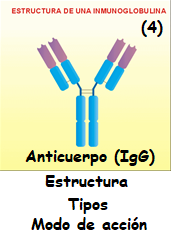 ESTRUCTURA DE UNA INMUNOGLOBULINA
(4)
Anticuerpo (IgG)
Estructura
Tipos
Modo de acción